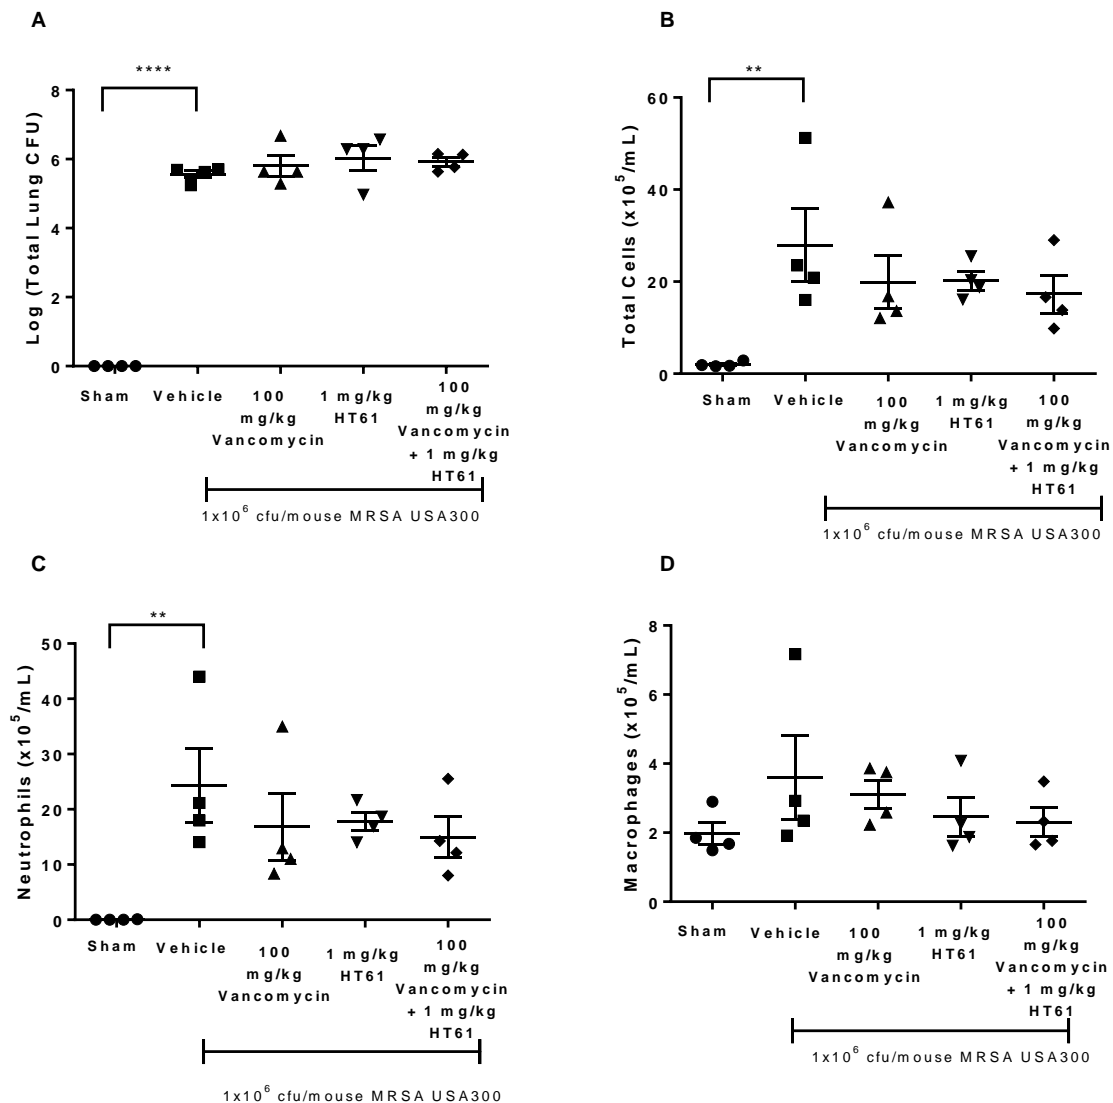 A
****
Log (Total Lung CFU)
8
6
4
2
0
Sham
Vehicle
100
mg/kg
Vancomycin
1 mg/kg
HT61
100
mg/kg
Vancomycin
+ 1 mg/kg
HT61
1x10⁶ cfu/mouse MRSA USA300
B
**
Total Cells (x10⁵/mL)
60
40
20
0
Sham
Vehicle
100
mg/kg
Vancomycin
1 mg/kg
HT61
100
mg/kg
Vancomycin
+ 1 mg/kg
HT61
1x10⁶ cfu/mouse MRSA USA300
C
**
Neutrophils (x10⁵/mL)
50
40
30
20
10
0
Sham
Vehicle
100
mg/kg
Vancomycin
1 mg/kg
HT61
100
mg/kg
Vancomycin
+ 1 mg/kg
HT61
1x10⁶ cfu/mouse MRSA USA300
D
Macrophages (x10⁵/mL)
8
6
4
2
0
Sham
Vehicle
100
mg/kg
Vancomycin
1 mg/kg
HT61
100
mg/kg
Vancomycin
+ 1 mg/kg
HT61
1x10⁶ cfu/mouse MRSA USA300